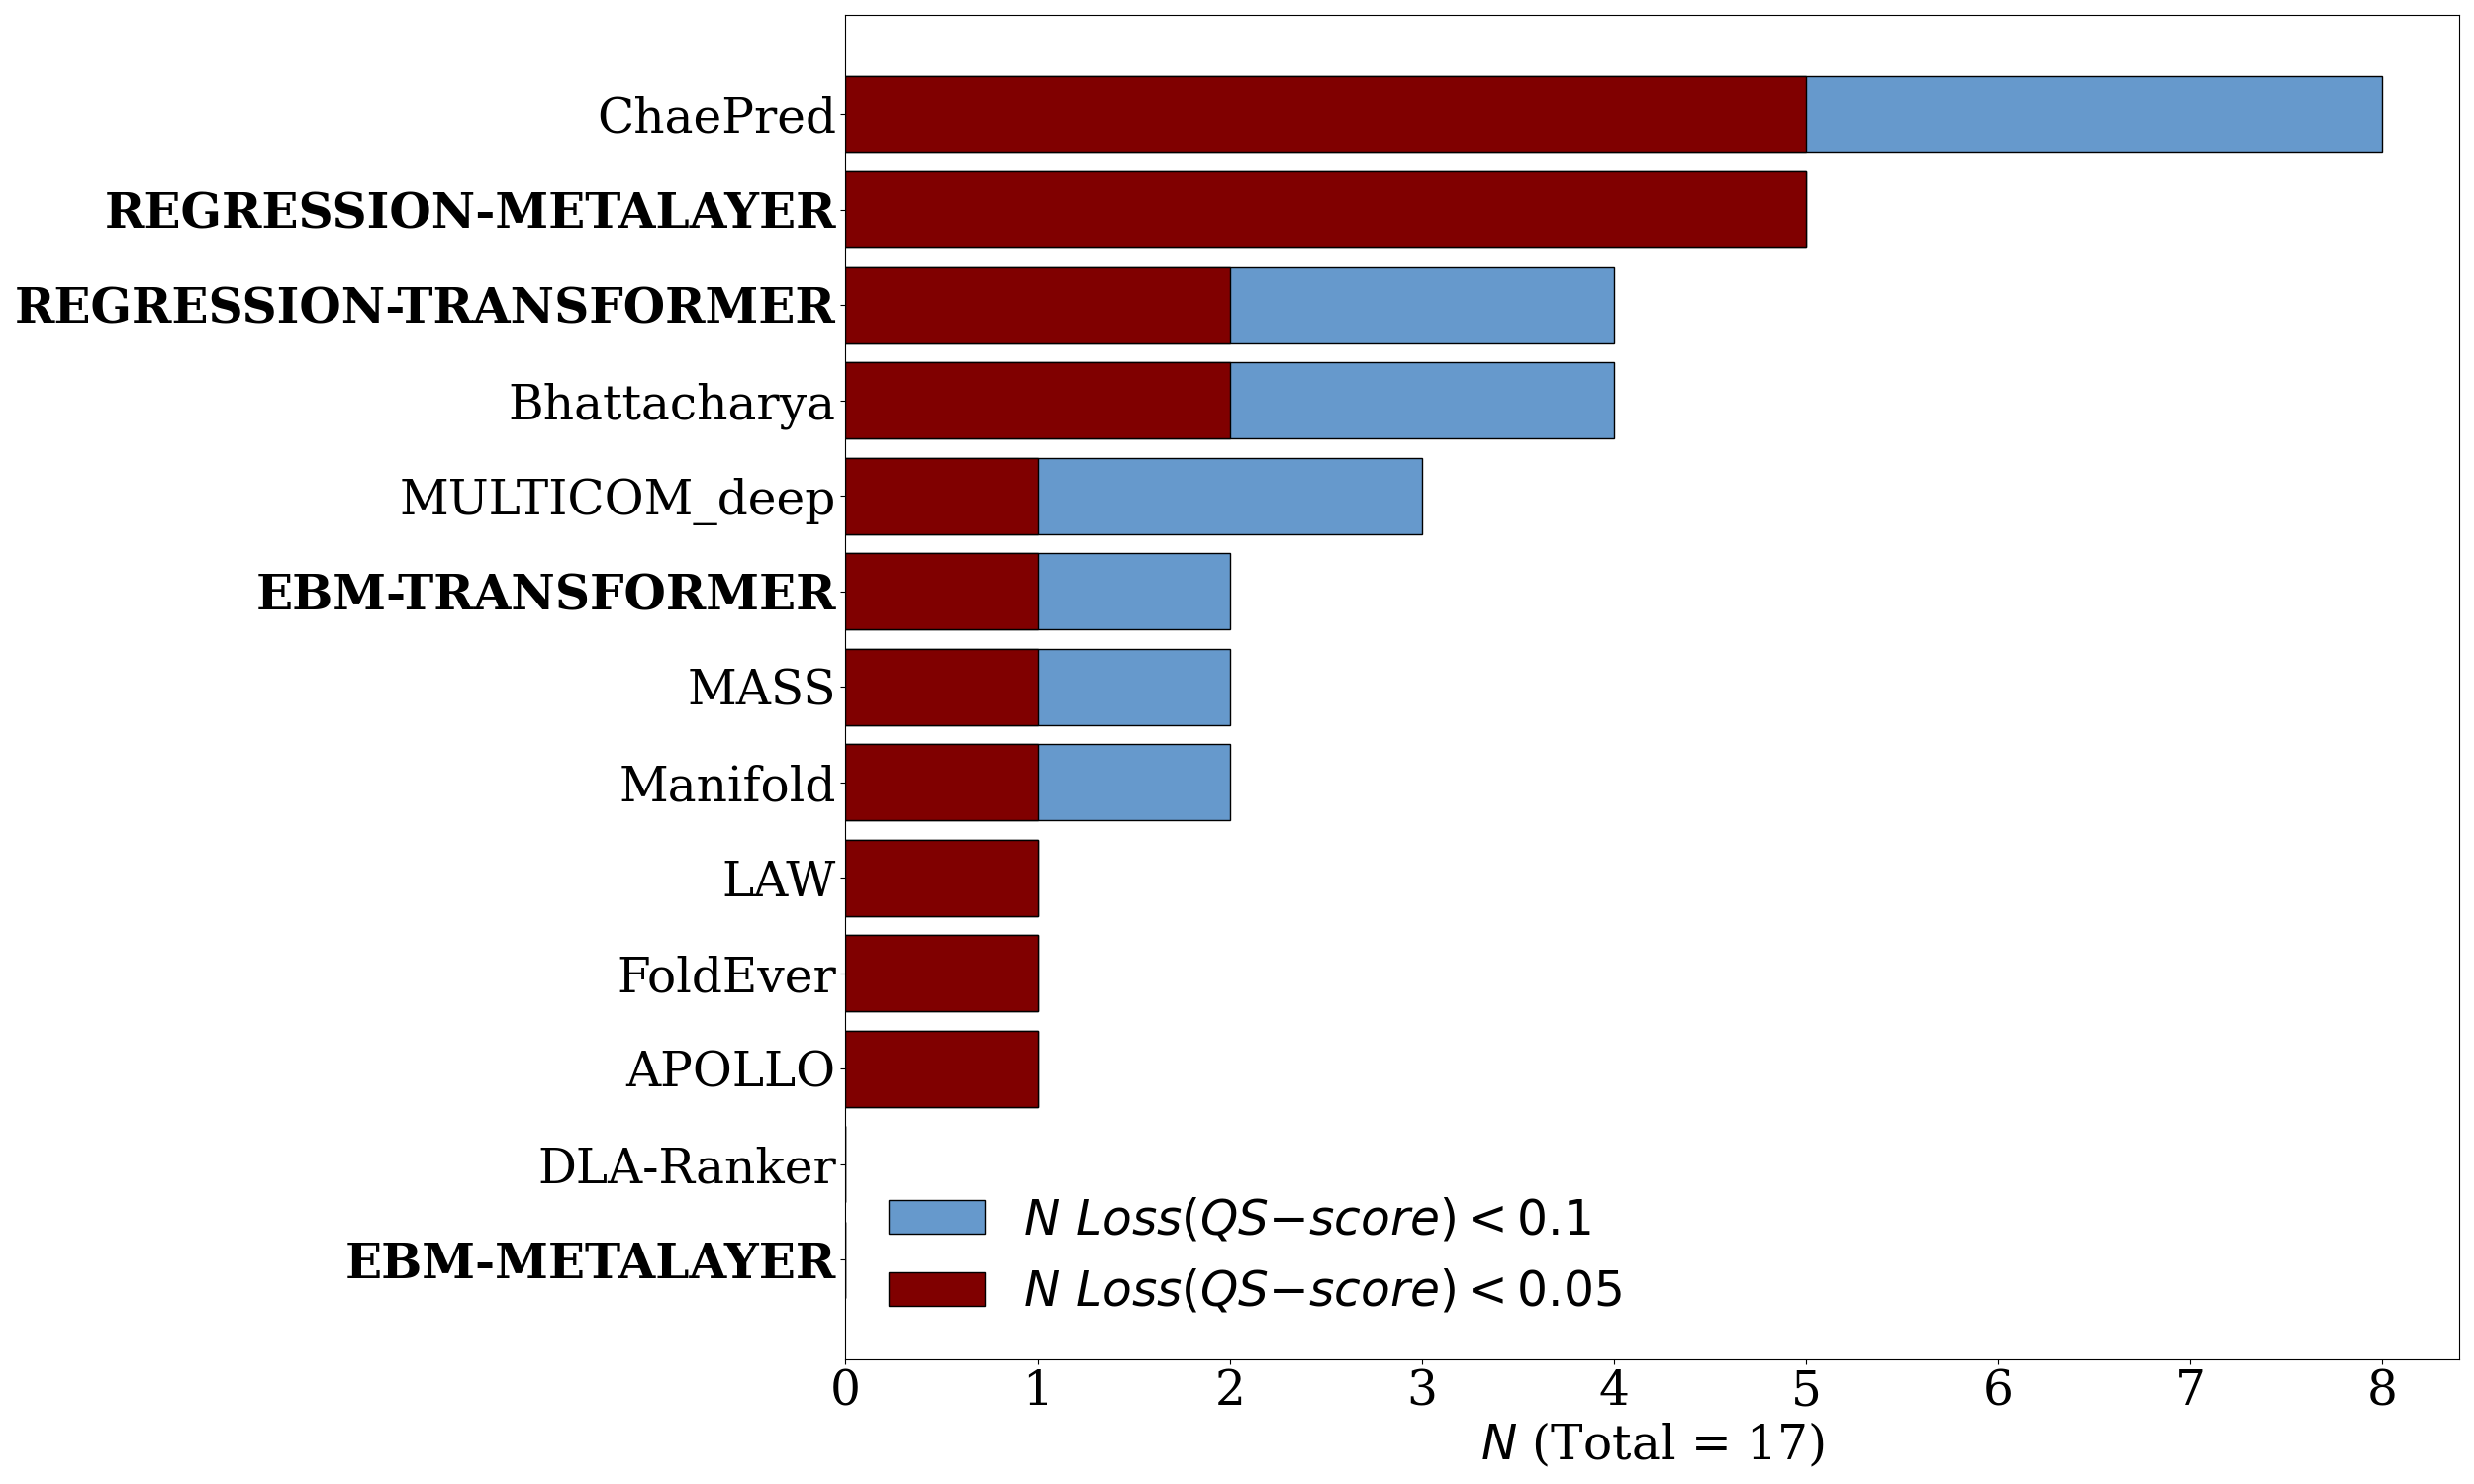 ChaePred
REGRESSION-METALAYER
REGRESSION-TRANSFORMER
Bhattacharya
MULTICOM_deep
EBM-TRANSFORMER
MASS
Manifold
LAW
FoldEver
APOLLO
DLA-Ranker
EBM-METALAYER
N Loss(QS−score) < 0.1
N Loss(QS−score) < 0.05
0 1 2 3 4 5 6 7 8
N (Total = 17)